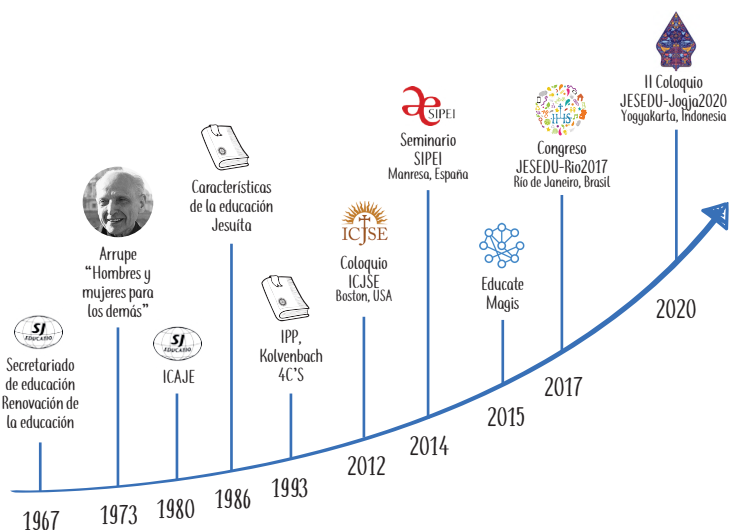 SJ
EDUCATIO
Secretariado
de educación
Renovación de
la educación
1967
Arrupe
“Hombres y
mujeres para
los demás”
1973
SJ
EDUCATIO
ICAJE
1980
Características
de la educación
Jesuíta
1986
IPP,
Kolvenbach
4C'S
1993
ICJSE
Coloquio
ICJSE
Boston, USA
2012
SIPEI
Seminario
SIPEI
Manresa, España
2014
Educate
Magis
2015
IHS
Congreso
JESEDU-Rio2017
Río de Janeiro, Brasil
2017
II Coloquio
JESEDU-Jogja2020
Yogyakarta, Indonesia
2020